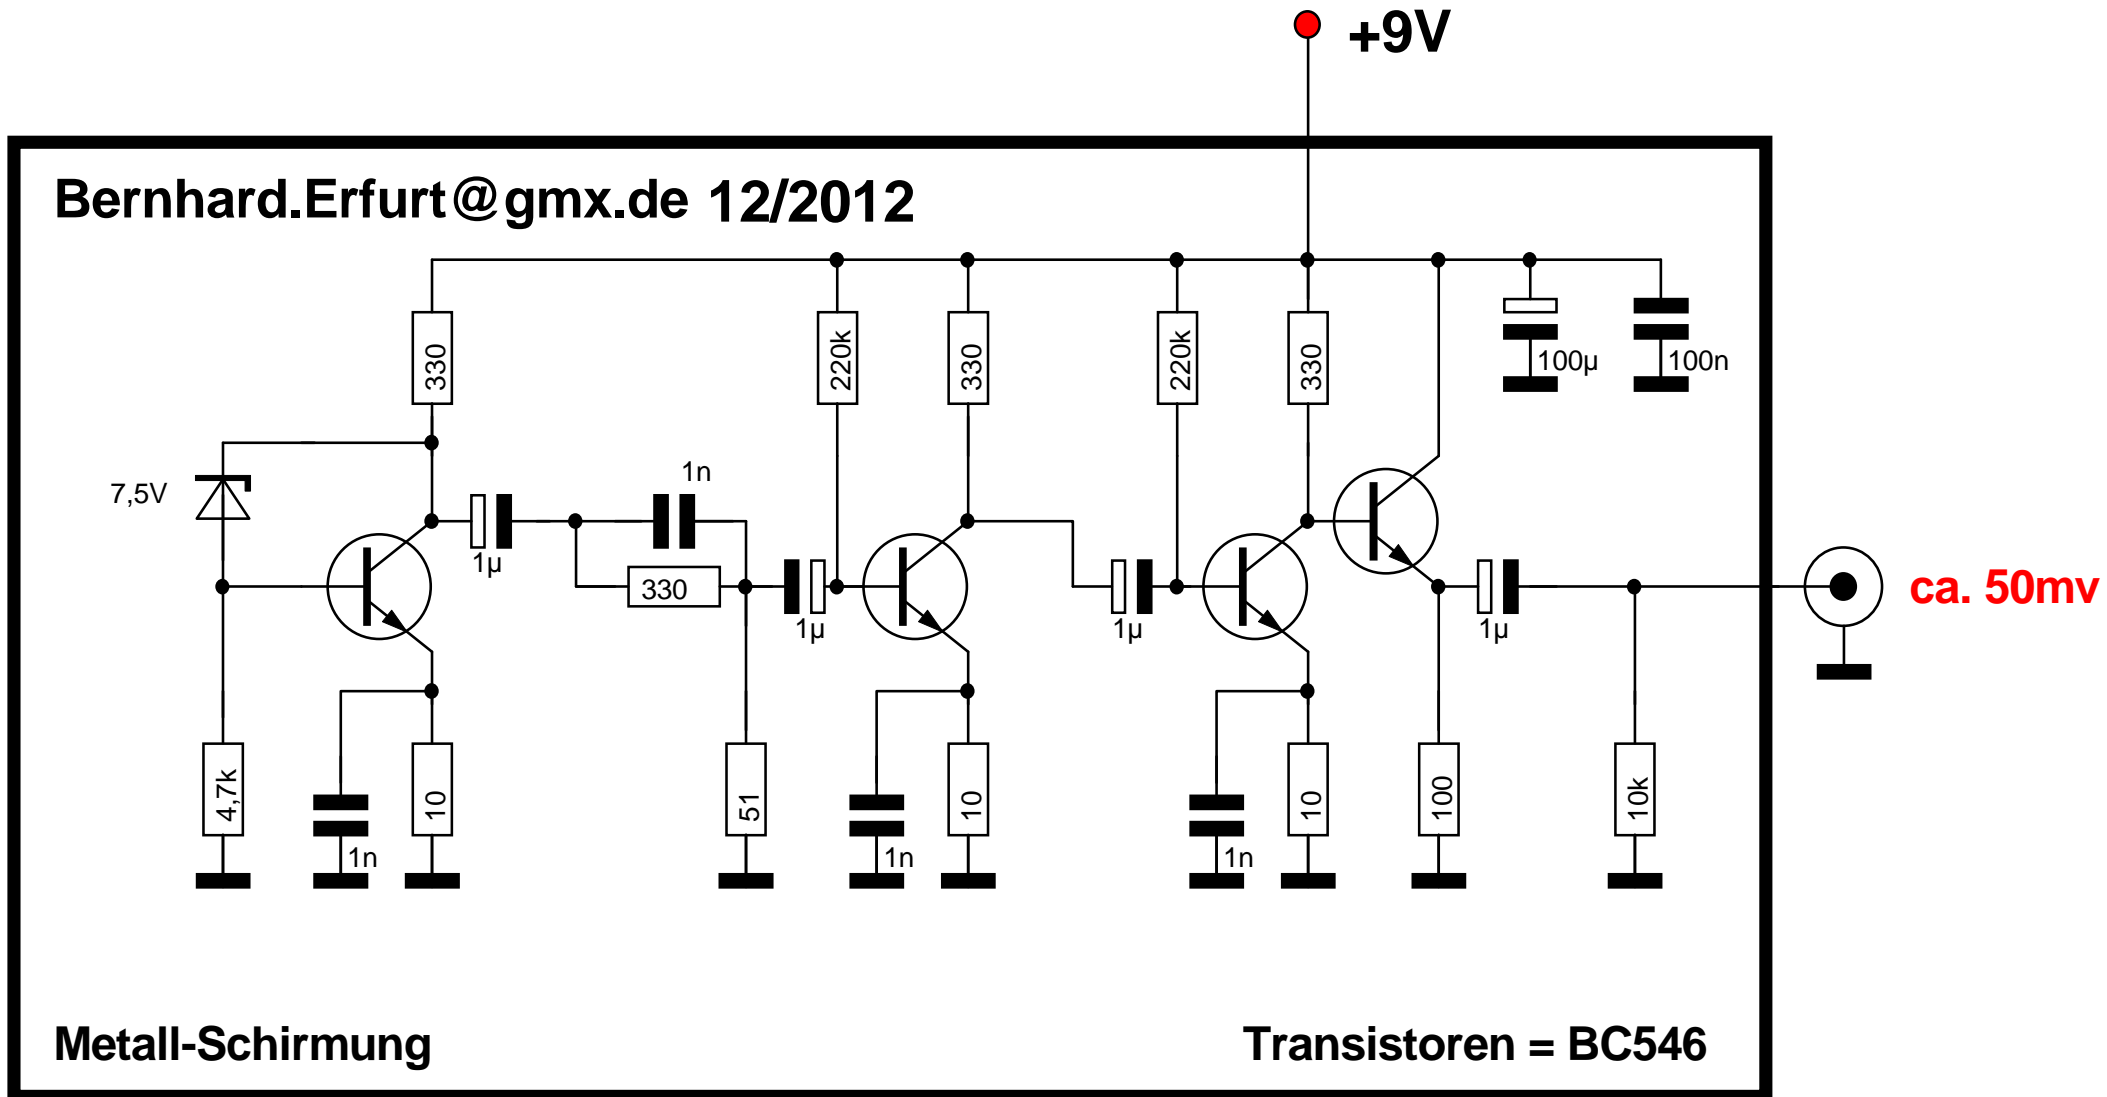 +9V
Bernhard.Erfurt@gmx.de 12/2012
330
220k
330
220k
330
100µ
100n
7,5V
1n
1µ
330
1µ
1µ
1µ
ca. 50mv
4,7k
1n
10
51
1n
10
1n
10
100
10k
Metall-Schirmung
Transistoren = BC546